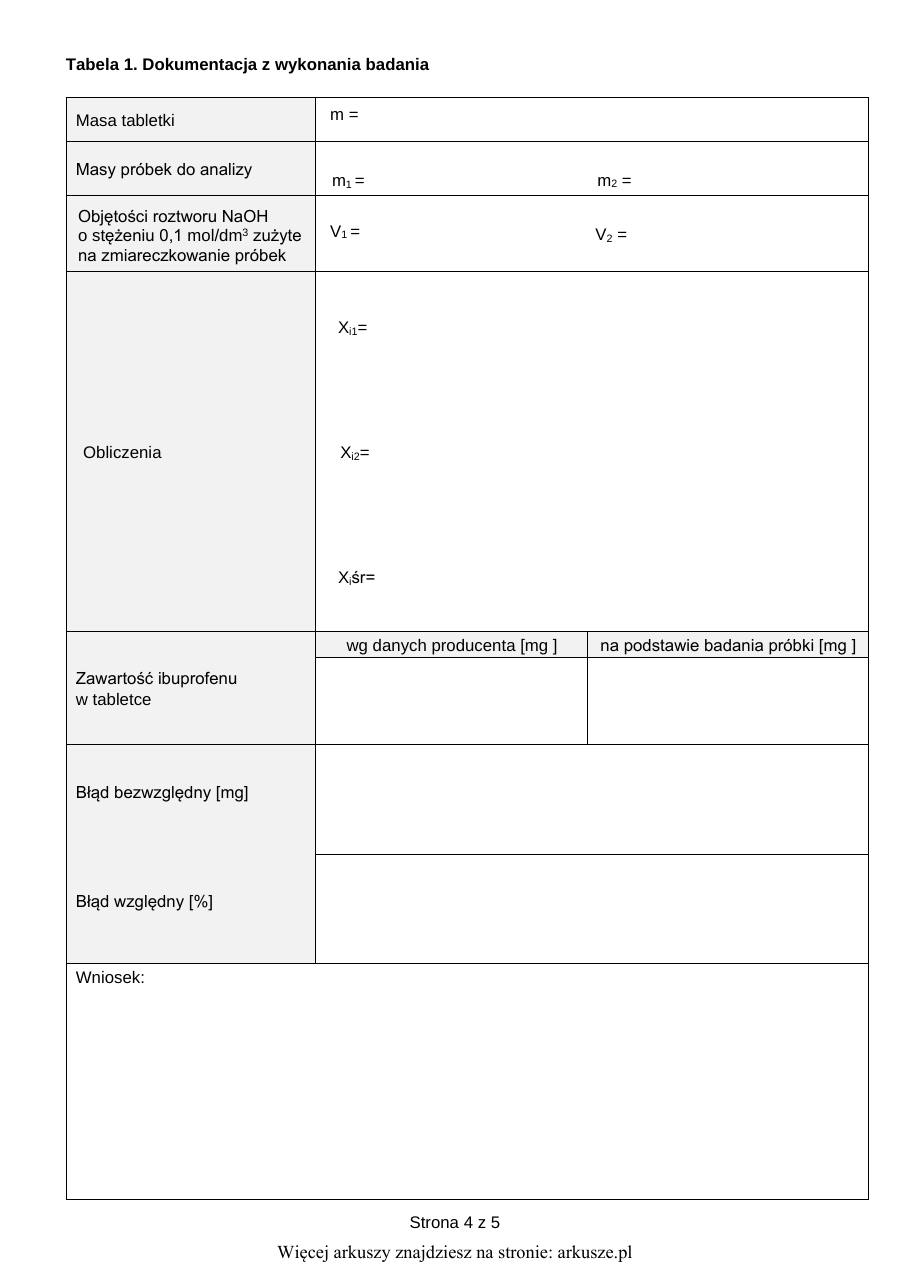 Tabela 1. Dokumentacja z wykonania badania
Masa tabletki
m =
Masy próbek do analizy
m₁ = m₂ =
Objętości roztworu NaOH
o stężeniu 0,1 mol/dm³ zużyte
na zmiareczkowanie próbek
V₁ = V₂ =
Obliczenia
Xᵢ₁=
Xᵢ₂=
Xᵢśr=
Zawartość ibuprofenu
w tabletce
wg danych producenta [mg ] na podstawie badania próbki [mg ]
Błąd bezwzględny [mg]
Błąd względny [%]
Wniosek:
Strona 4 z 5
Więcej arkuszy znajdziesz na stronie: arkusze.pl